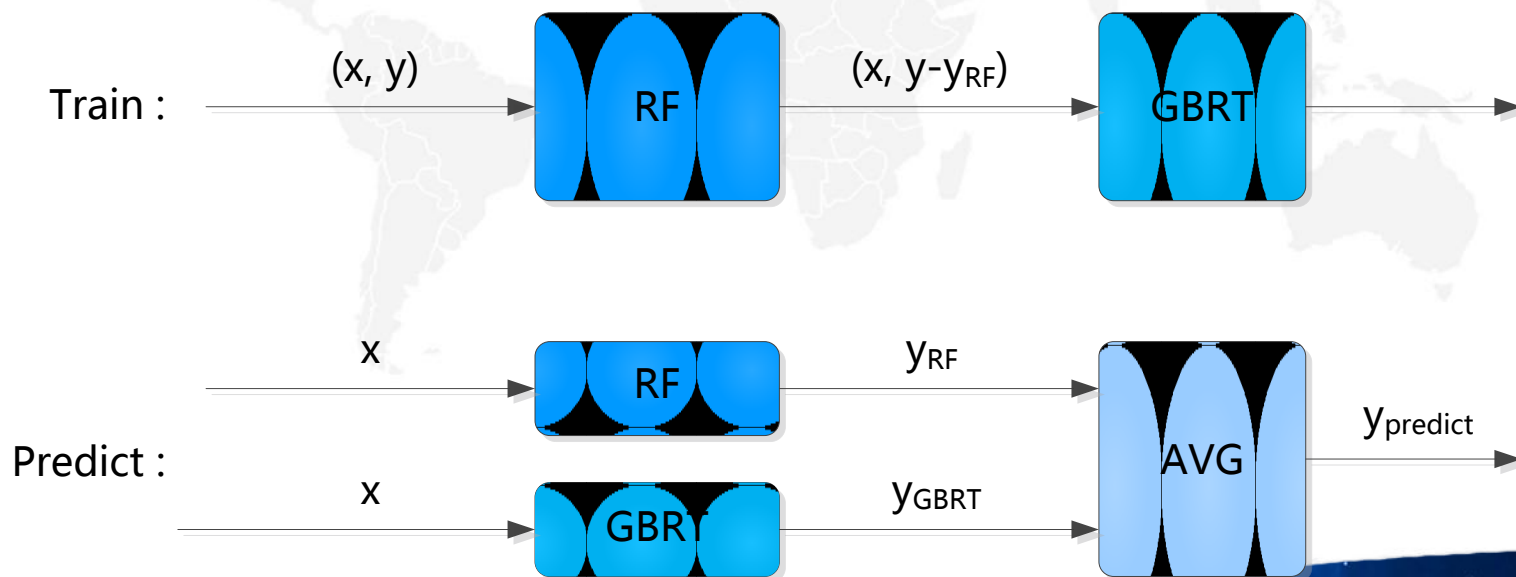 Train :
(x, y)
RF
(x, y-yRF)
GBRT
Predict :
x
RF
yRF
x
GBRT
yGBRT
AVG
ypredict